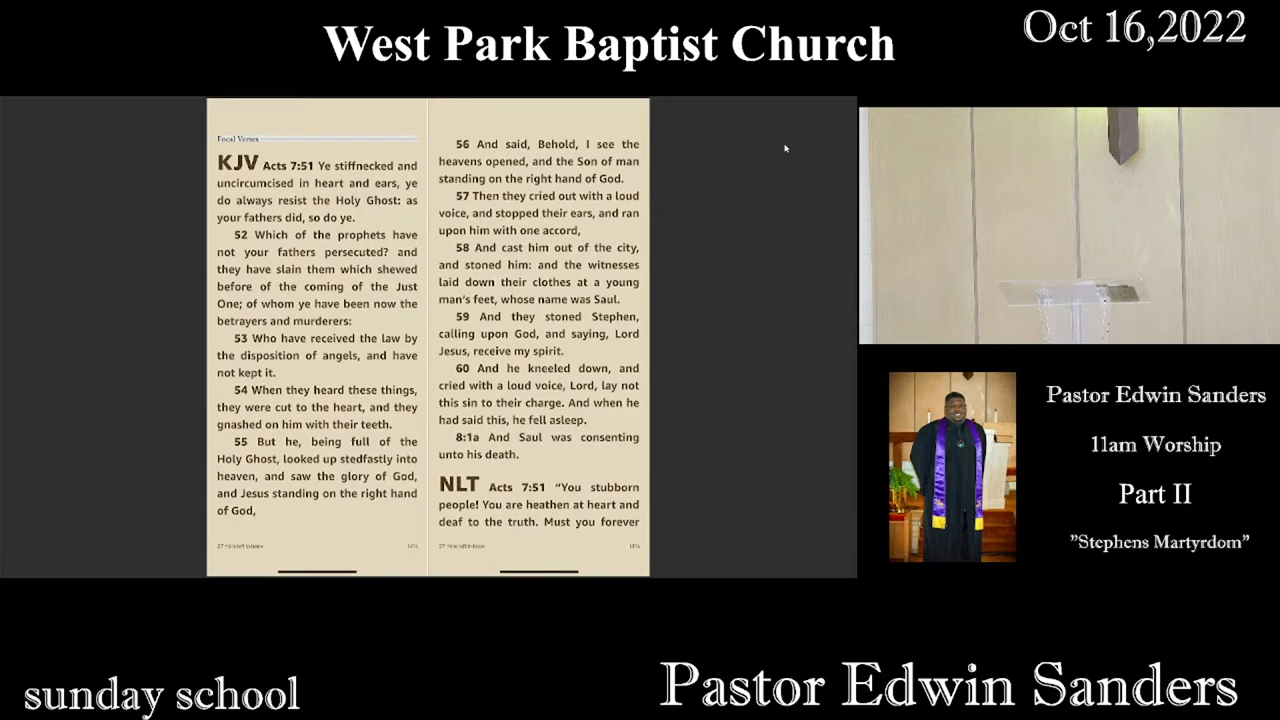 West Park Baptist Church
Oct 16,2022
Focal Verses
KJV Acts 7:51 Ye stiffnecked and
uncircumcised in heart and ears, ye
do always resist the Holy Ghost: as
your fathers did, so do ye.
52 Which of the prophets have
not your fathers persecuted? and
they have slain them which shewed
before of the coming of the Just
One; of whom ye have been now the
betrayers and murderers:
53 Who have received the law by
the disposition of angels, and have
not kept it.
54 When they heard these things,
they were cut to the heart, and they
gnashed on him with their teeth.
55 But he, being full of the
Holy Ghost, looked up stedfastly into
heaven, and saw the glory of God,
and Jesus standing on the right hand
of God,
27 mins left in book
14%
56 And said, Behold, I see the
heavens opened, and the Son of man
standing on the right hand of God.
57 Then they cried out with a loud
voice, and stopped their ears, and ran
upon him with one accord,
58 And cast him out of the city,
and stoned him: and the witnesses
laid down their clothes at a young
man's feet, whose name was Saul.
59 And they stoned Stephen,
calling upon God, and saying, Lord
Jesus, receive my spirit.
60 And he kneeled down, and
cried with a loud voice, Lord, lay not
this sin to their charge. And when he
had said this, he fell asleep.
8:1a And Saul was consenting
unto his death.
NLT Acts 7:51 “You stubborn
people! You are heathen at heart and
deaf to the truth. Must you forever
27 mins left in book
Pastor Edwin Sanders
11am Worship
Part II
”Stephens Martyrdom”
sunday school
Pastor Edwin Sanders